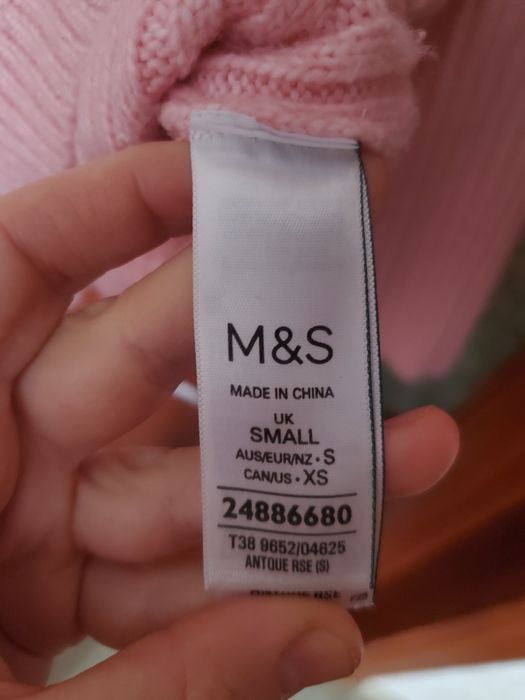 M&S
MADE IN CHINA
UK
SMALL
AUS/EUR/NZ • S
CAN/US • XS
24886680
T38 9652/04625
ANTQUE RSE (S)